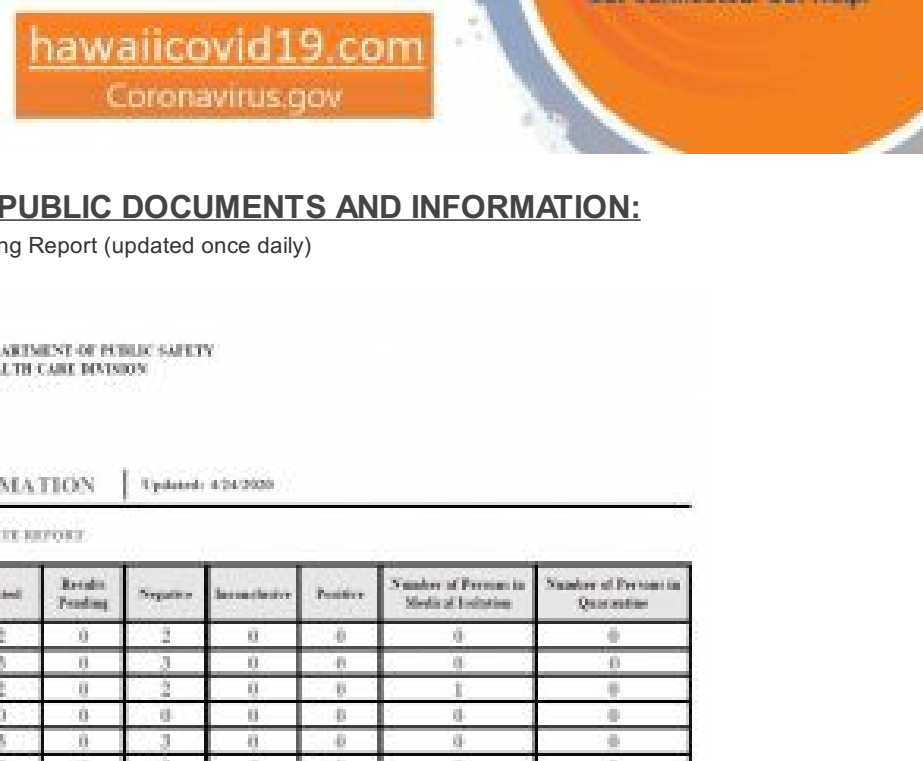 hawaiicovid19.com
Coronavirus.gov
PUBLIC DOCUMENTS AND INFORMATION:
ng Report (updated once daily)
ARTMENT OF PUBLIC SAFETY
LTH CARE DIVISION
MATION Updated: 4/24/2020
TE REPORT
Results Pending Negative Inconclusive Positive Number of Persons in Medical Isolation Number of Persons in Quarantine
2 0 2 0 0 0 0
0 3 0 0 0 0
2 0 2 0 0 1 0
0 0 0 0 0 0
0 3 0 0 0 0